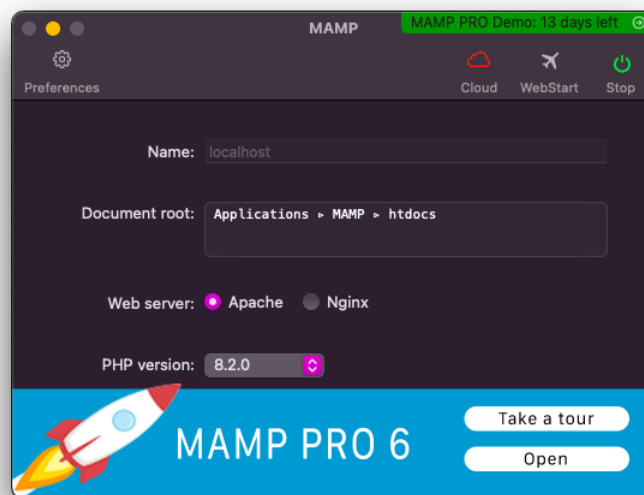 MAMP
MAMP PRO Demo: 13 days left
Preferences
Cloud
WebStart
Stop
Name: localhost
Document root: Applications ▸ MAMP ▸ htdocs
Web server: Apache Nginx
PHP version: 8.2.0
MAMP PRO 6
Take a tour
Open